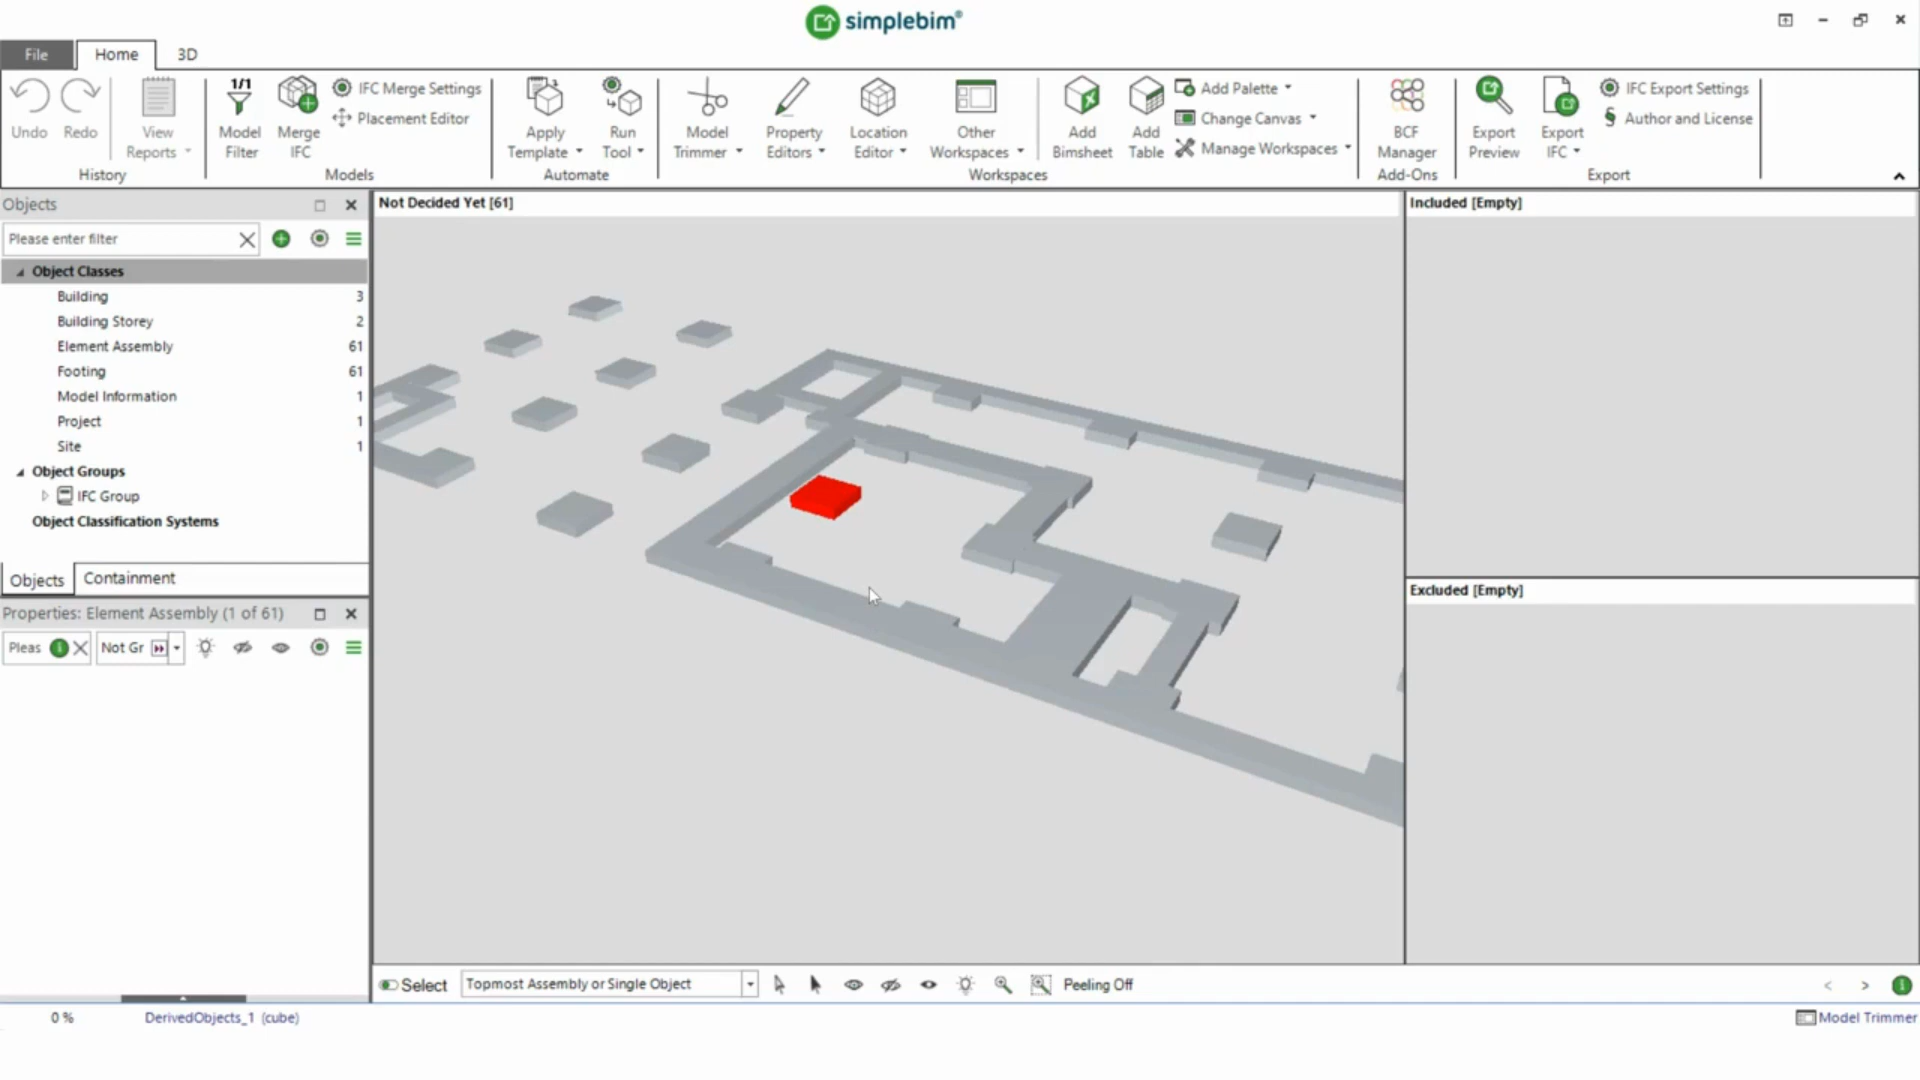 simplebim®
File Home 3D
Undo Redo View Reports
History
Model Filter Merge IFC IFC Merge Settings Placement Editor
Models
Apply Template Run Tool
Automate
Model Trimmer Property Editors Location Editor Other Workspaces Add Bimsheet Add Table Add Palette Change Canvas Manage Workspaces
Workspaces
BCF Manager
Add-Ons
Export Preview Export IFC IFC Export Settings Author and License
Export
1/1
Objects
Please enter filter
Object Classes
Building 3
Building Storey 2
Element Assembly 61
Footing 61
Model Information 1
Project 1
Site 1
Object Groups
IFC Group
Object Classification Systems
Objects Containment
Properties: Element Assembly (1 of 61)
Pleas Not Gr
Not Decided Yet [61]
Included [Empty]
Excluded [Empty]
Select Topmost Assembly or Single Object Peeling Off
0 % DerivedObjects_1 (cube) Model Trimmer